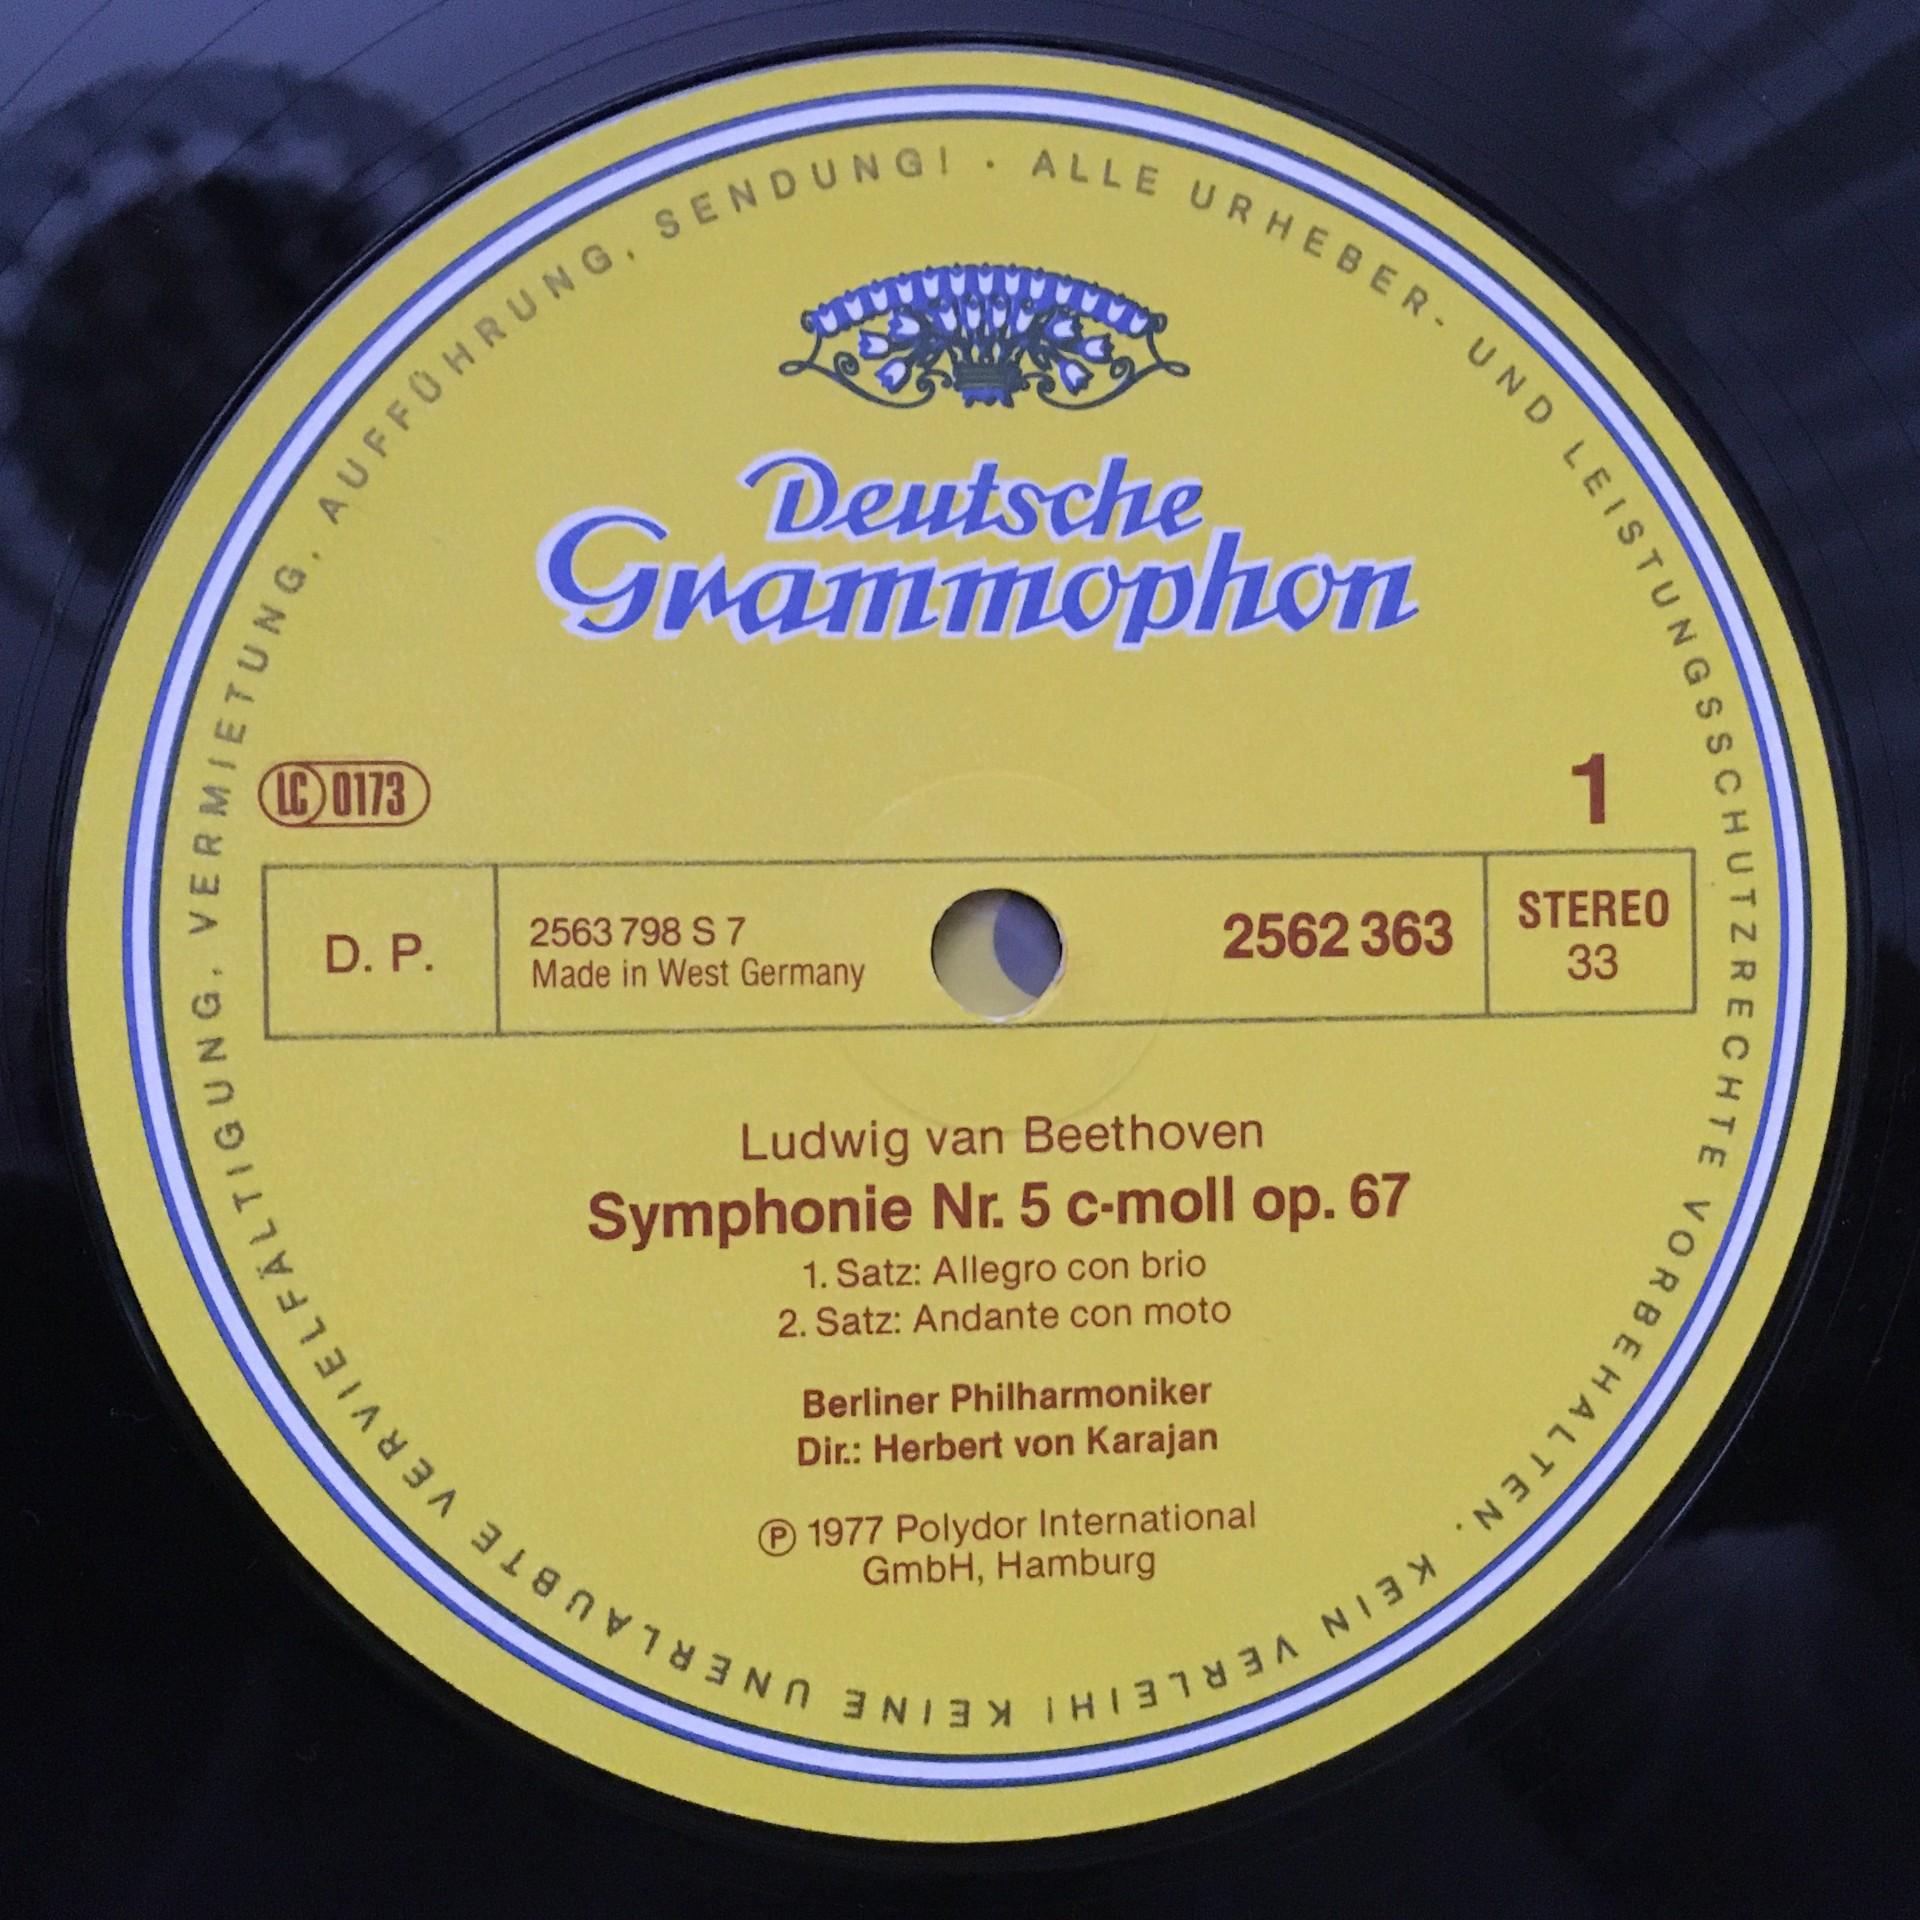 ALLE URHEBER- UND LEISTUNGSSCHUTZRECHTE VORBEHALTEN. KEIN VERLEIH! KEINE UNERLAUBTE VERVIELFÄLTIGUNG, VERMIETUNG, AUFFÜHRUNG, SENDUNG! ·
Deutsche
Grammophon
LC 0173
1
D. P.
2563 798 S 7
Made in West Germany
2562 363
STEREO
33
Ludwig van Beethoven
Symphonie Nr. 5 c-moll op. 67
1. Satz: Allegro con brio
2. Satz: Andante con moto
Berliner Philharmoniker
Dir.: Herbert von Karajan
℗ 1977 Polydor International
GmbH, Hamburg